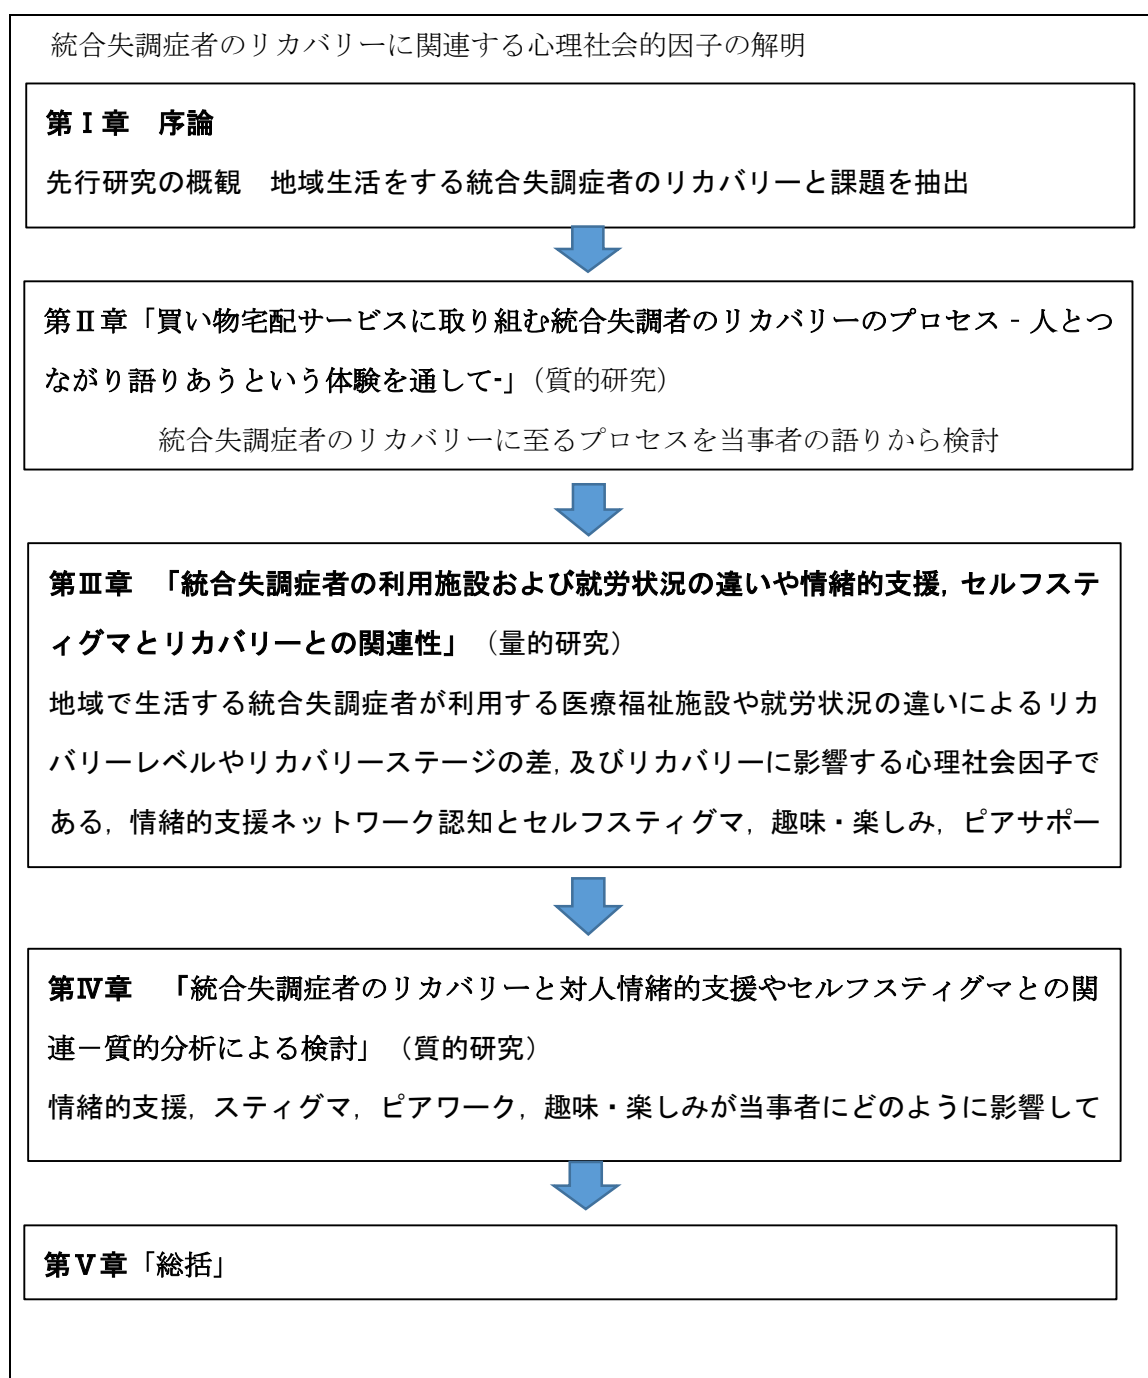 統合失調症者のリカバリーに関連する心理社会的因子の解明
第Ⅰ章　序論
先行研究の概観　地域生活をする統合失調症者のリカバリーと課題を抽出
第Ⅱ章「買い物宅配サービスに取り組む統合失調者のリカバリーのプロセス‐人とつ
ながり語りあうという体験を通して-」（質的研究）
統合失調症者のリカバリーに至るプロセスを当事者の語りから検討
第Ⅲ章　「統合失調症者の利用施設および就労状況の違いや情緒的支援，セルフステ
ィグマとリカバリーとの関連性」（量的研究）
地域で生活する統合失調症者が利用する医療福祉施設や就労状況の違いによるリカ
バリーレベルやリカバリーステージの差，及びリカバリーに影響する心理社会因子で
ある，情緒的支援ネットワーク認知とセルフスティグマ，趣味・楽しみ，ピアサポー
第Ⅳ章　「統合失調症者のリカバリーと対人情緒的支援やセルフスティグマとの関
連－質的分析による検討」（質的研究）
情緒的支援，スティグマ，ピアワーク，趣味・楽しみが当事者にどのように影響して
第Ⅴ章「総括」